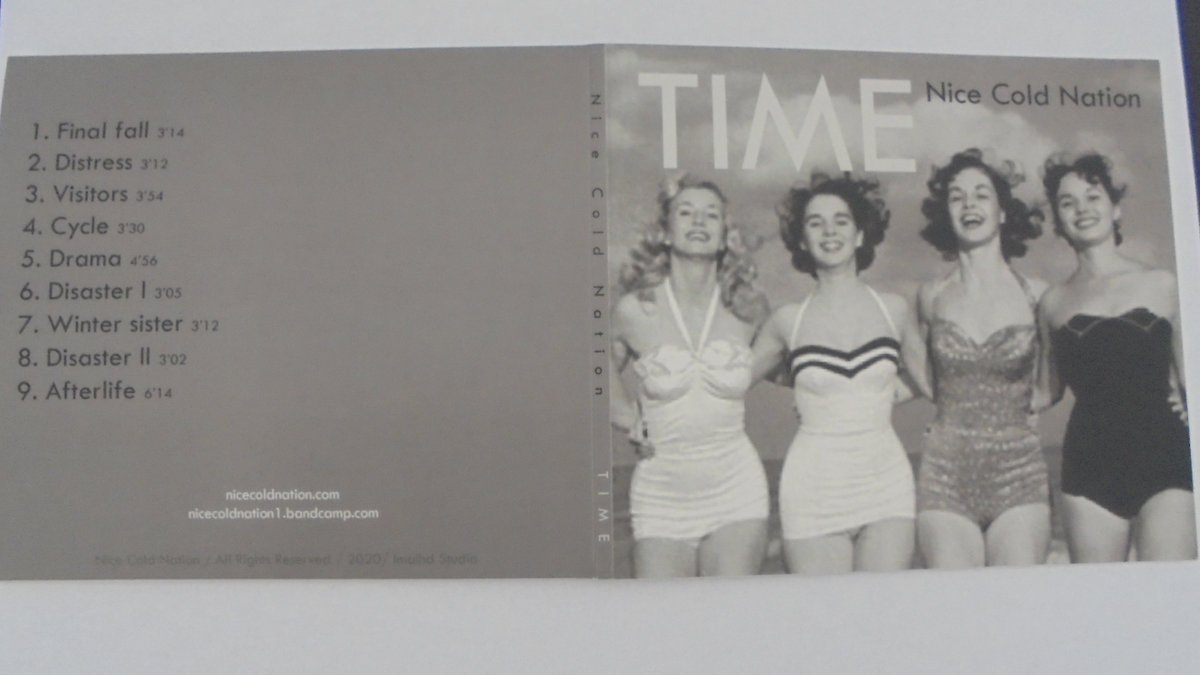 1. Final fall 3'14
2. Distress 3'12
3. Visitors 3'54
4. Cycle 3'30
5. Drama 4'56
6. Disaster I 3'05
7. Winter sister 3'12
8. Disaster II 3'02
9. Afterlife 6'14
nicecoldnation.com
nicecoldnation1.bandcamp.com
Nice Cold Nation / All Rights Reserved / 2020/ Studio
Nice Cold Nation TIME
TIME
Nice Cold Nation